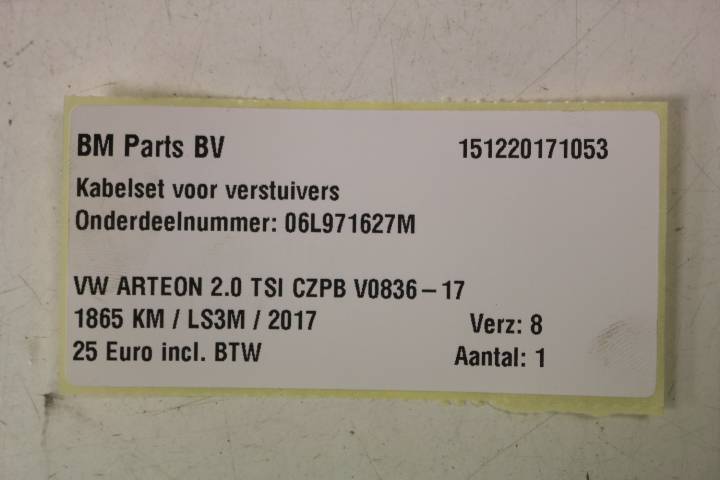 BM Parts BV 151220171053
Kabelset voor verstuivers
Onderdeelnummer: 06L971627M
VW ARTEON 2.0 TSI CZPB V0836-17
1865 KM / LS3M / 2017 Verz: 8
25 Euro incl. BTW Aantal: 1